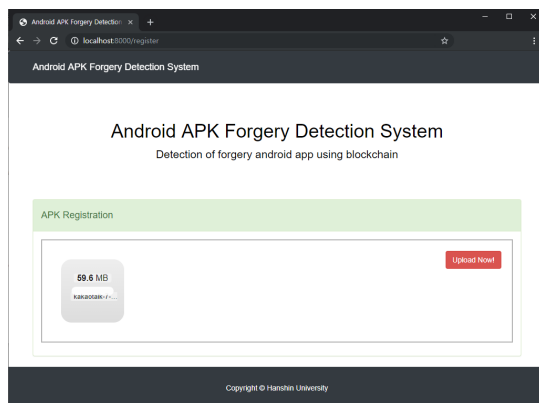 Android APK Forgery Detection
localhost:8000/register
Android APK Forgery Detection System
Android APK Forgery Detection System
Detection of forgery android app using blockchain
APK Registration
Upload Now!
59.6 MB
Copyright © Hanshin University